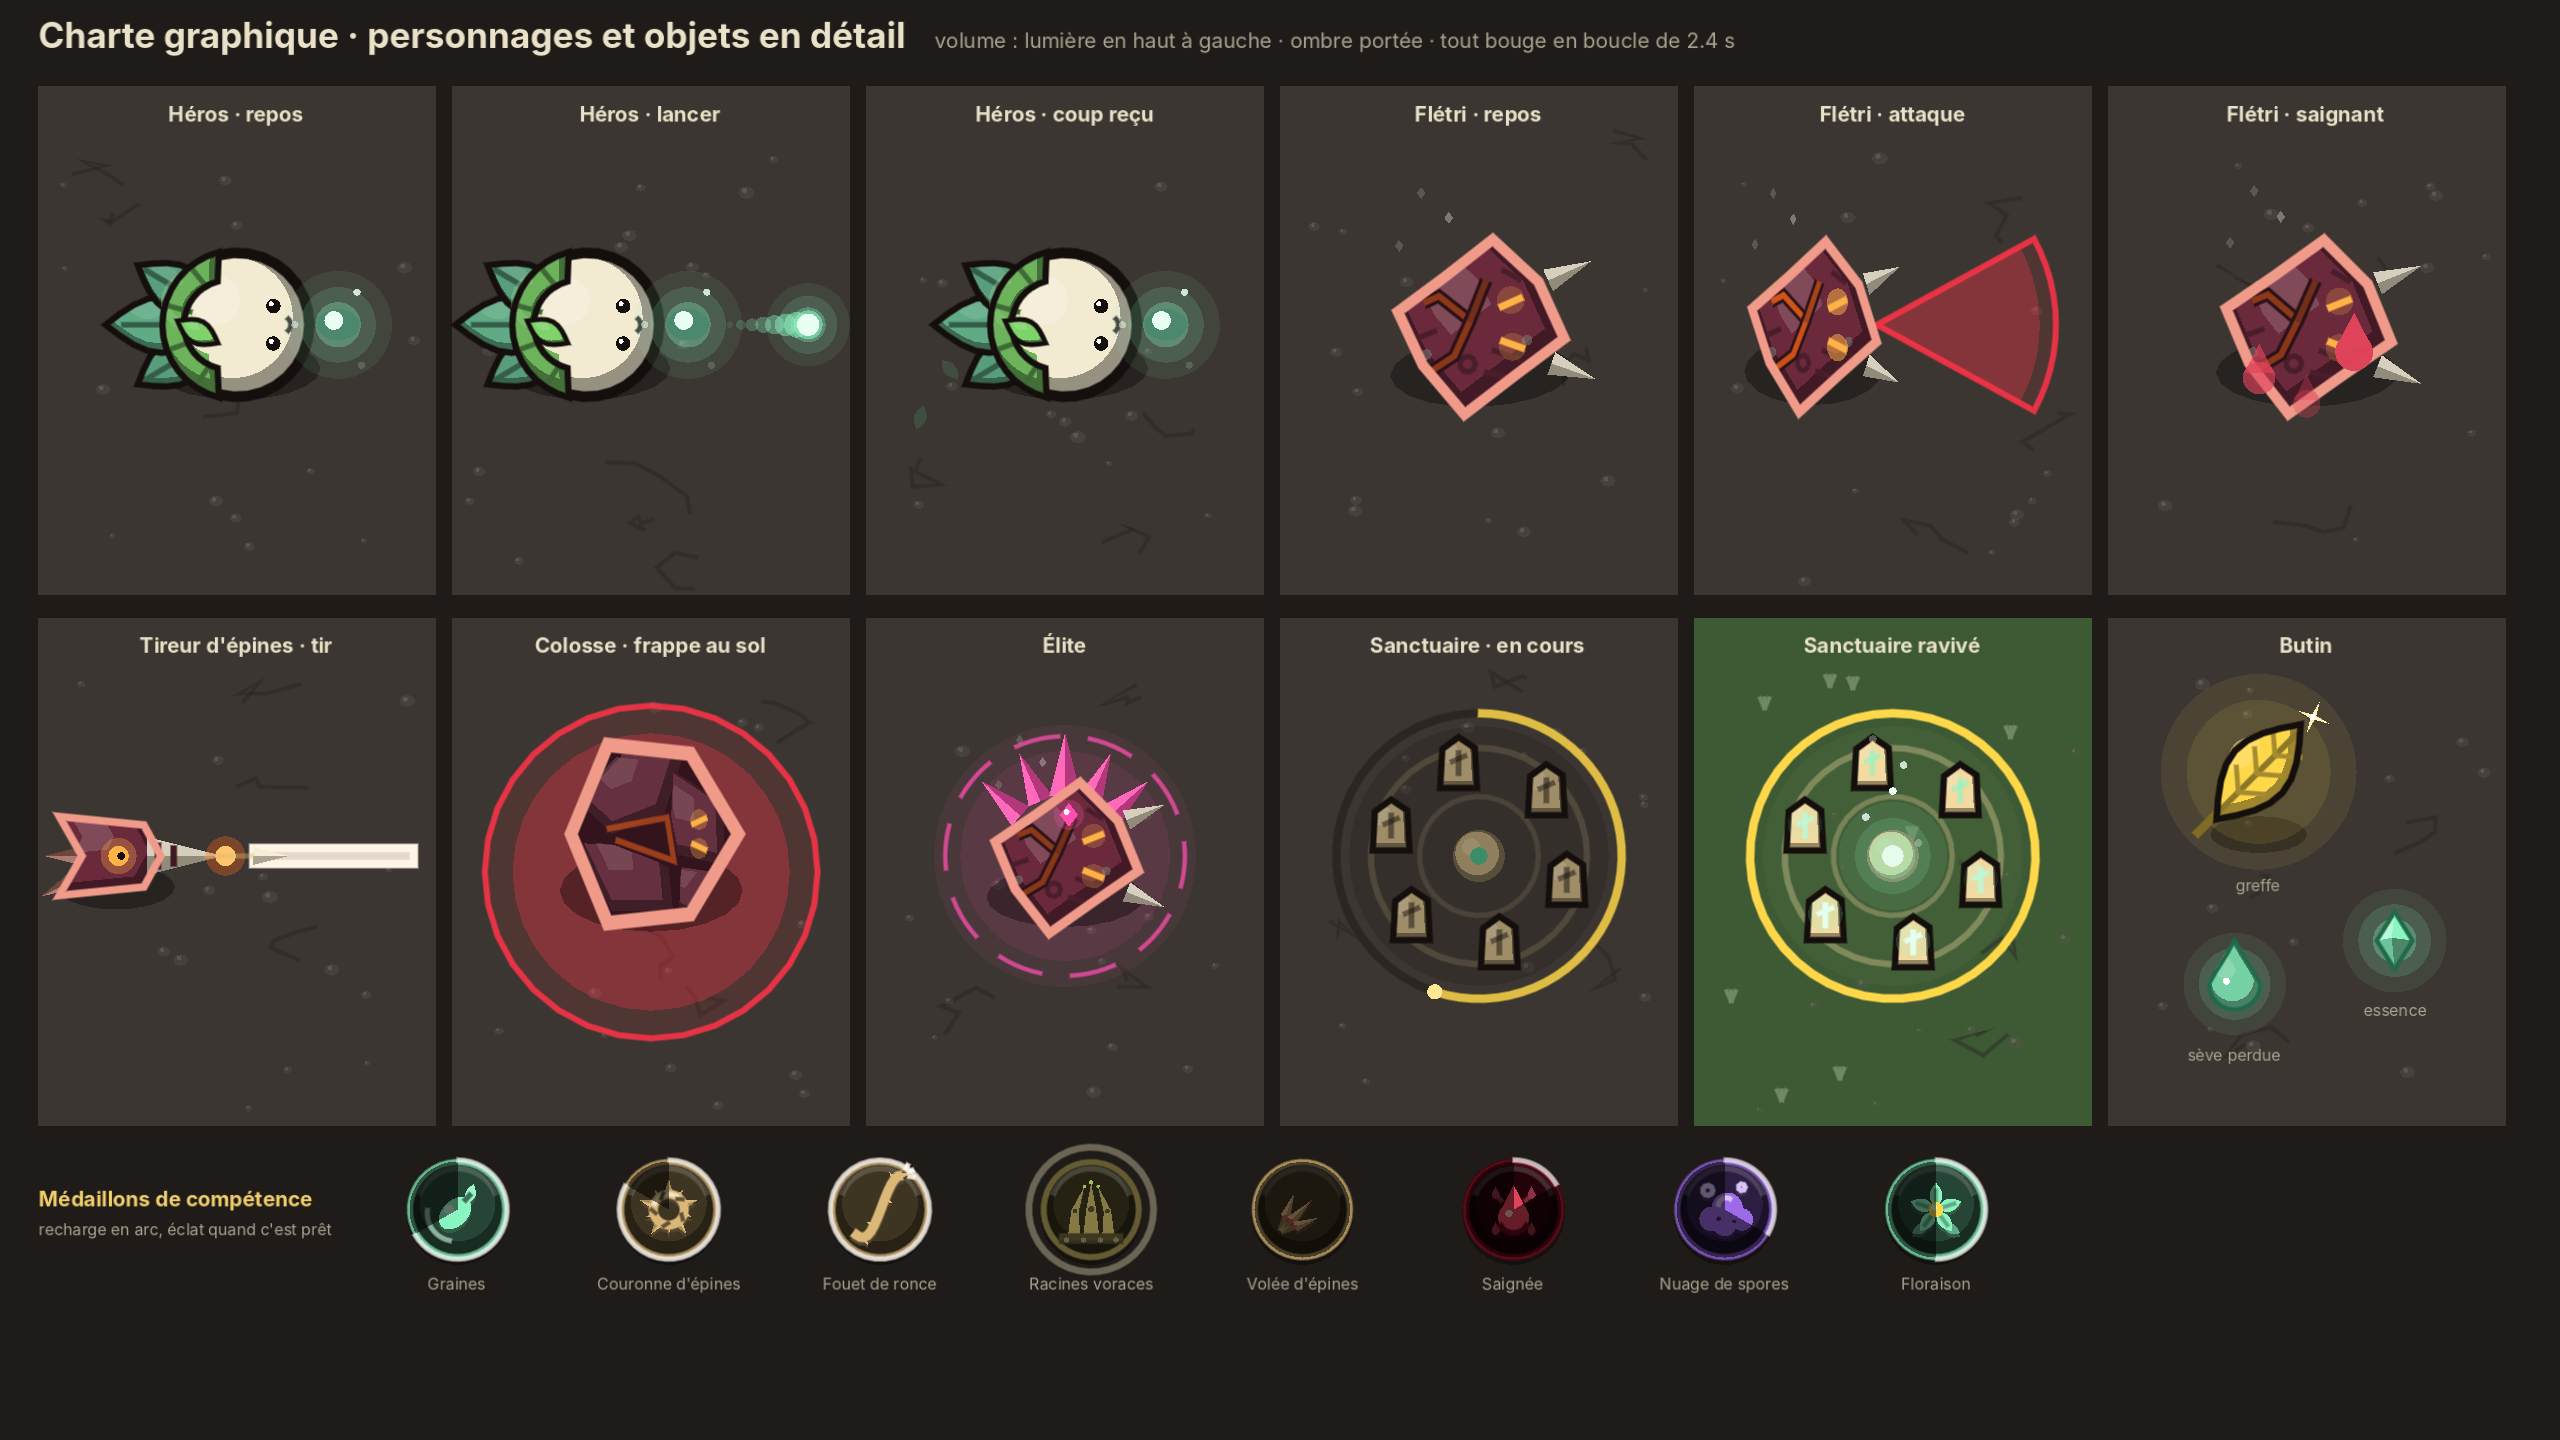 Charte graphique · personnages et objets en détail volume : lumière en haut à gauche · ombre portée · tout bouge en boucle de 2.4 s
Héros · repos
Héros · lancer
Héros · coup reçu
Flétri · repos
Flétri · attaque
Flétri · saignant
Tireur d'épines · tir
Colosse · frappe au sol
Élite
Sanctuaire · en cours
Sanctuaire ravivé
Butin
greffe
essence
sève perdue
Médaillons de compétence
recharge en arc, éclat quand c'est prêt
Graines
Couronne d'épines
Fouet de ronce
Racines voraces
Volée d'épines
Saignée
Nuage de spores
Floraison